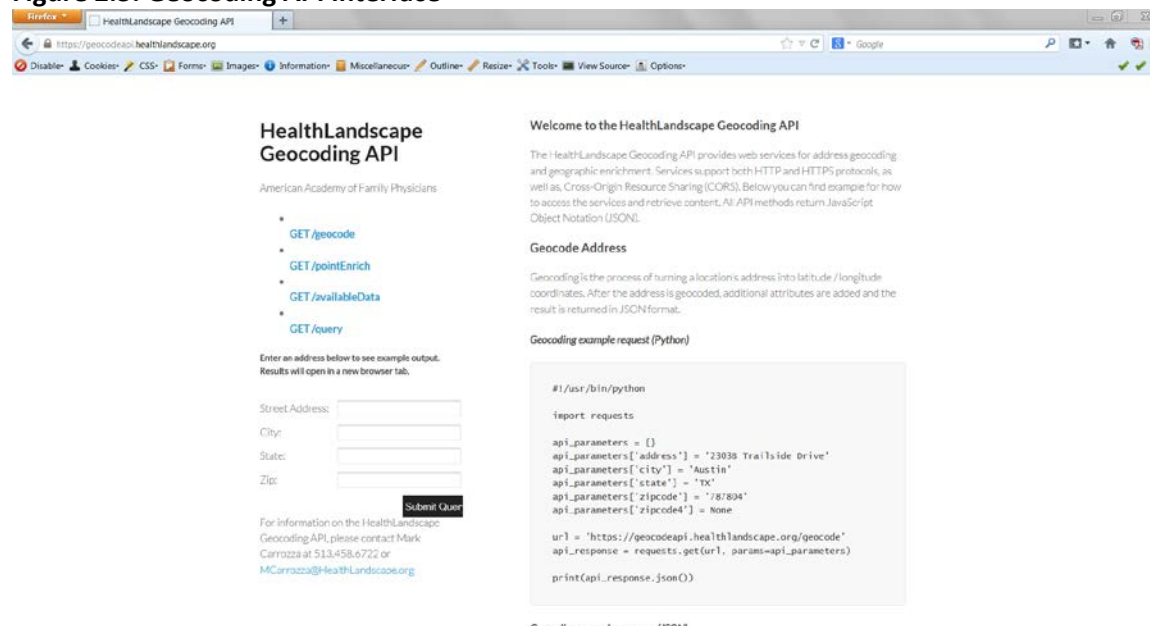 Figure 2.3: Geocoding API Interface
Firefox
HealthLandscape Geocoding API
+
https://geocodeapi.healthlandscape.org
Google
Disable
Cookies
CSS
Forms
Images
Information
Miscellaneous
Outline
Resize
Tools
View Source
Options
HealthLandscape
Geocoding API
American Academy of Family Physicians
GET /geocode
GET /pointEnrich
GET /availableData
GET /query
Enter an address below to see example output.
Results will open in a new browser tab.
Street Address:
City:
State:
Zip:
Submit Quer
For information on the HealthLandscape
Geocoding API, please contact Mark
Carrozza at 513.458.6722 or
MCarrozza@HealthLandscape.org
Welcome to the HealthLandscape Geocoding API
The HealthLandscape Geocoding API provides web services for address geocoding
and geographic enrichment. Services support both HTTP and HTTPS protocols, as
well as, Cross-Origin Resource Sharing (CORS). Below you can find example for how
to access the services and retrieve content. All API methods return JavaScript
Object Notation (JSON).
Geocode Address
Geocoding is the process of turning a location's address into latitude / longitude
coordinates. After the address is geocoded, additional attributes are added and the
result is returned in JSON format.
Geocoding example request (Python)
#!/usr/bin/python
import requests
api_parameters = {}
api_parameters['address'] = '23038 Trailside Drive'
api_parameters['city'] = 'Austin'
api_parameters['state'] = 'TX'
api_parameters['zipcode'] = '787804'
api_parameters['zipcode4'] = None
url = 'https://geocodeapi.healthlandscape.org/geocode'
api_response = requests.get(url, params=api_parameters)
print(api_response.json())